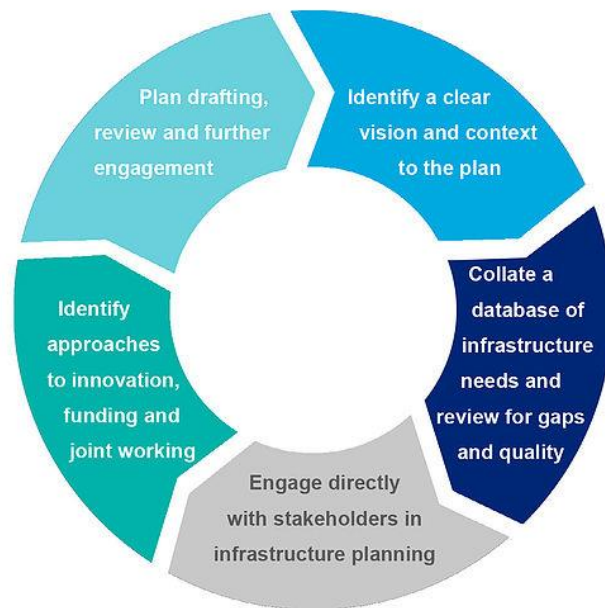 Plan drafting,
review and further
engagement
Identify a clear
vision and context
to the plan
Collate a
database of
infrastructure
needs and
review for gaps
and quality
Engage directly
with stakeholders in
infrastructure planning
Identify
approaches
to innovation,
funding and
joint working